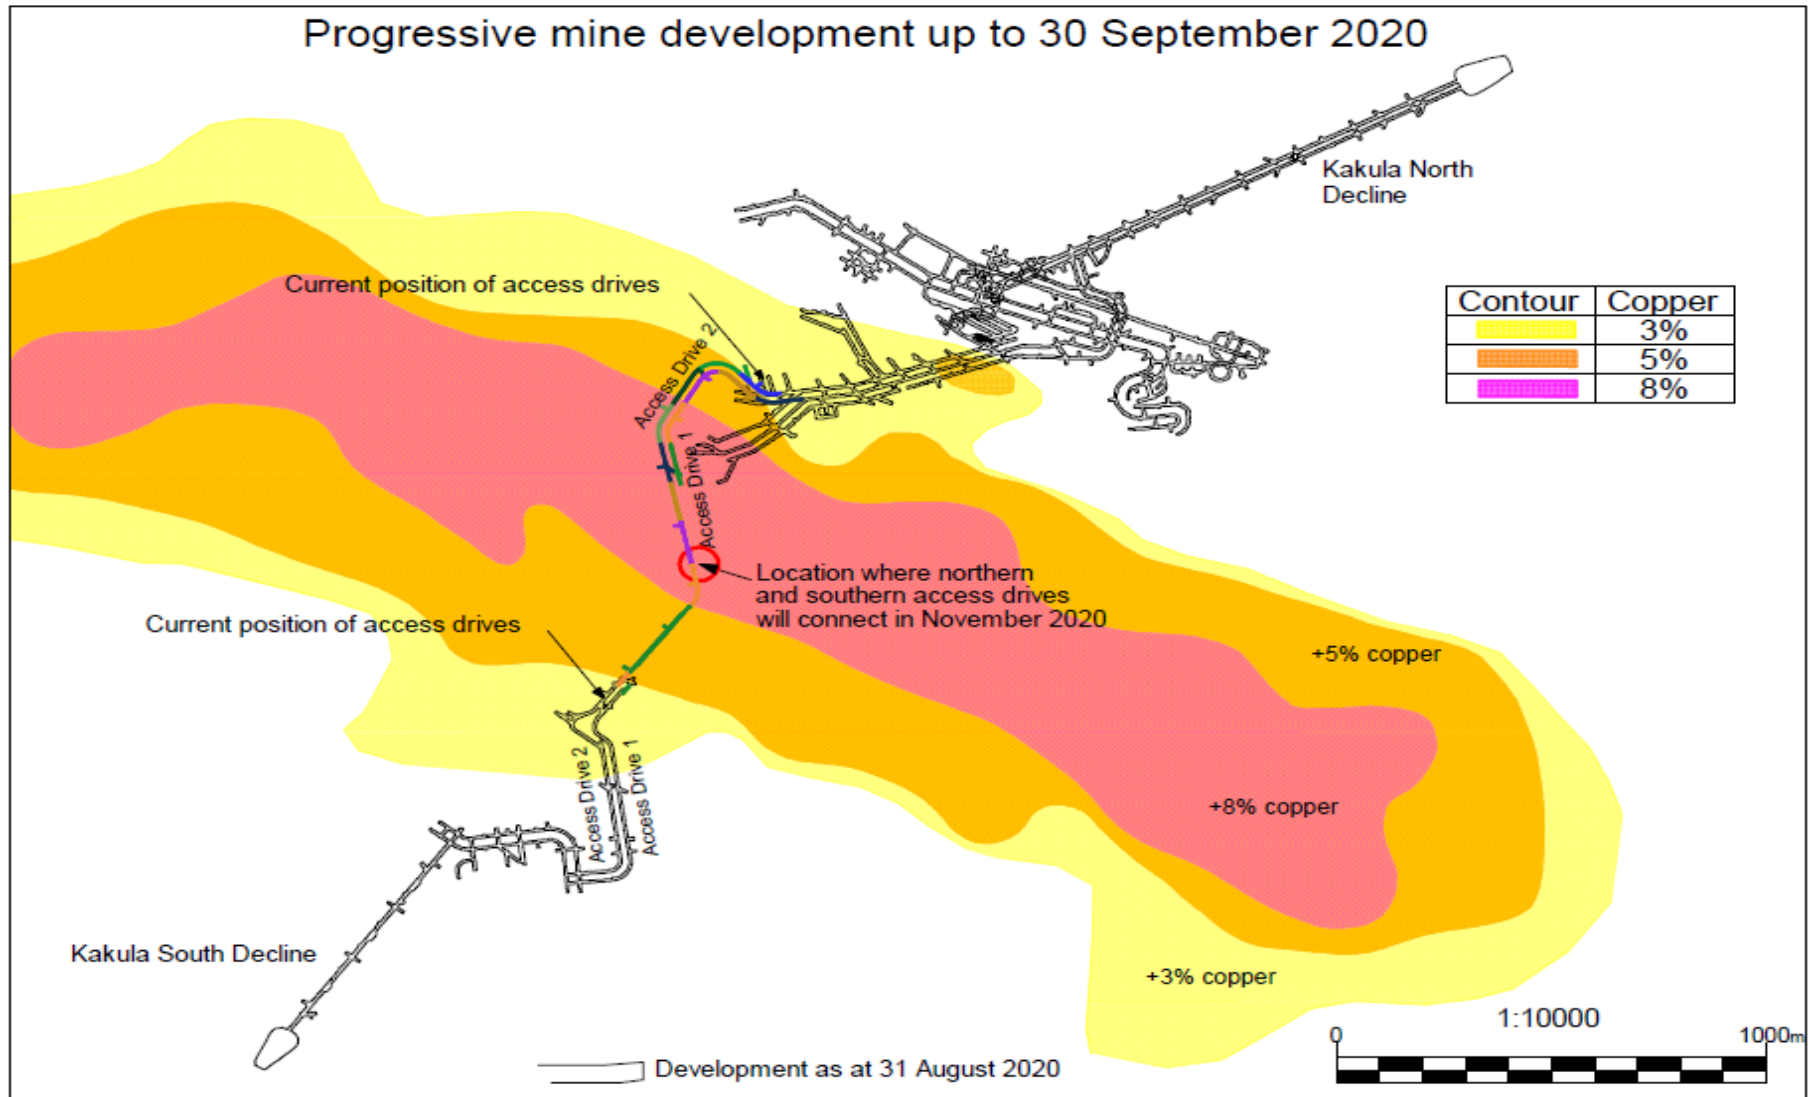 Progressive mine development up to 30 September 2020
Kakula North
Decline
Current position of access drives
Contour Copper
3%
5%
8%
Access Drive 2
Access Drive 1
Location where northern
and southern access drives
will connect in November 2020
Current position of access drives
+5% copper
Access Drive 2
Access Drive 1
+8% copper
Kakula South Decline
+3% copper
1:10000
0 1000m
Development as at 31 August 2020